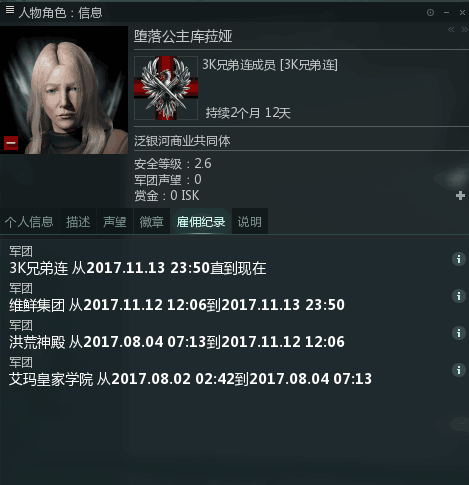 人物角色：信息
堕落公主库菈娅
3K兄弟连成员 [3K兄弟连]
持续2个月 12天
泛银河商业共同体
安全等级：2.6
军团声望：0
赏金：0 ISK
个人信息 描述 声望 徽章 雇佣纪录 说明
军团
3K兄弟连 从2017.11.13 23:50直到现在
军团
维鲜集团 从2017.11.12 12:06到2017.11.13 23:50
军团
洪荒神殿 从2017.08.04 07:13到2017.11.12 12:06
军团
艾玛皇家学院 从2017.08.02 02:42到2017.08.04 07:13